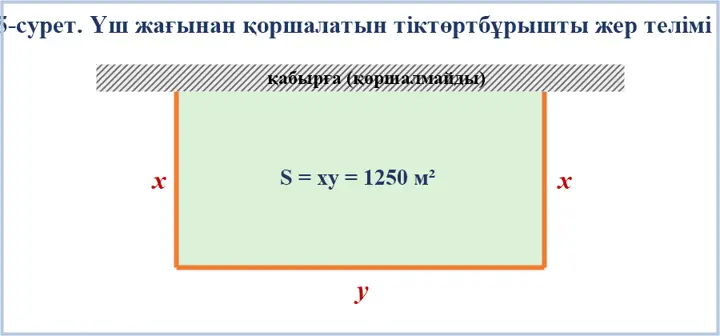 5-сурет. Үш жағынан қоршалатын тіктөртбұрышты жер телімі
қабырға (қоршалмайды)
x
S = xy = 1250 м²
x
y